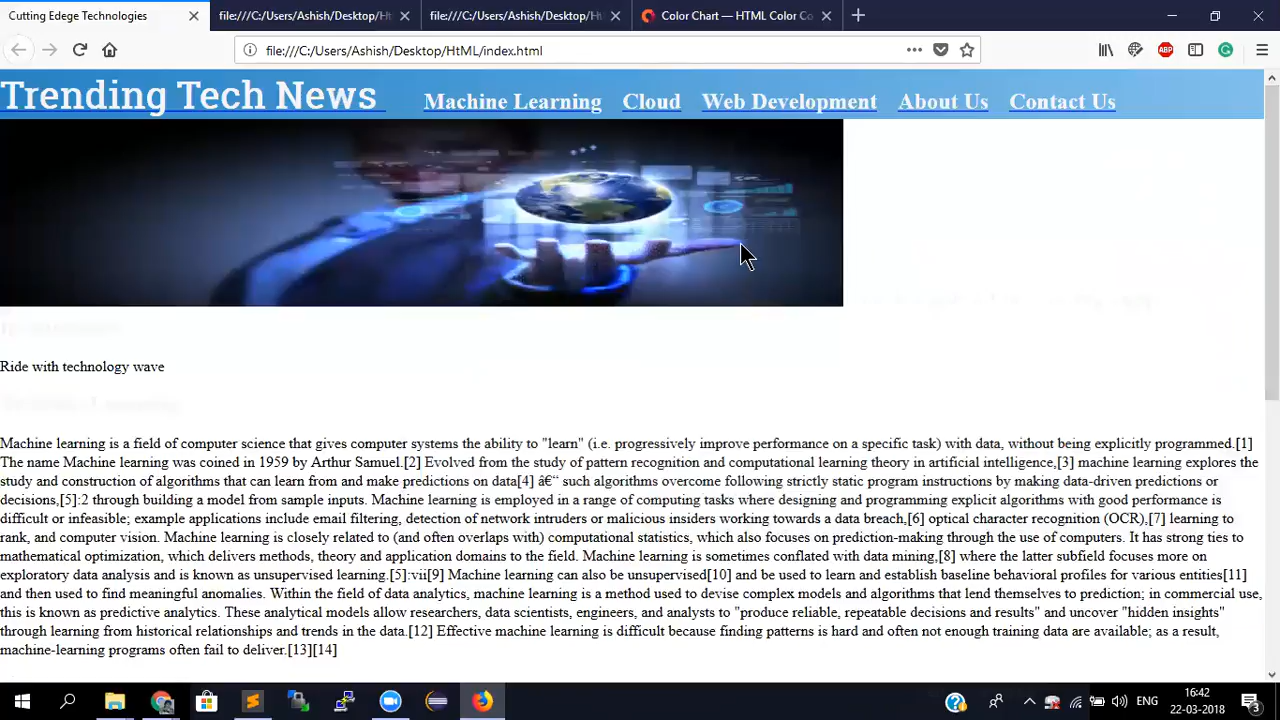 Cutting Edege Technologies
file:///C:/Users/Ashish/Desktop/Ht
file:///C:/Users/Ashish/Desktop/H
Color Chart — HTML Color Co
file:///C:/Users/Ashish/Desktop/HtML/index.html
ABP
Trending Tech News Machine Learning Cloud Web Development About Us Contact Us
Ride with technology wave
Machine learning is a field of computer science that gives computer systems the ability to "learn" (i.e. progressively improve performance on a specific task) with data, without being explicitly programmed.[1]
The name Machine learning was coined in 1959 by Arthur Samuel.[2] Evolved from the study of pattern recognition and computational learning theory in artificial intelligence,[3] machine learning explores the
study and construction of algorithms that can learn from and make predictions on data[4] â€“ such algorithms overcome following strictly static program instructions by making data-driven predictions or
decisions,[5]:2 through building a model from sample inputs. Machine learning is employed in a range of computing tasks where designing and programming explicit algorithms with good performance is
difficult or infeasible; example applications include email filtering, detection of network intruders or malicious insiders working towards a data breach,[6] optical character recognition (OCR),[7] learning to
rank, and computer vision. Machine learning is closely related to (and often overlaps with) computational statistics, which also focuses on prediction-making through the use of computers. It has strong ties to
mathematical optimization, which delivers methods, theory and application domains to the field. Machine learning is sometimes conflated with data mining,[8] where the latter subfield focuses more on
exploratory data analysis and is known as unsupervised learning.[5]:vii[9] Machine learning can also be unsupervised[10] and be used to learn and establish baseline behavioral profiles for various entities[11]
and then used to find meaningful anomalies. Within the field of data analytics, machine learning is a method used to devise complex models and algorithms that lend themselves to prediction; in commercial use,
this is known as predictive analytics. These analytical models allow researchers, data scientists, engineers, and analysts to "produce reliable, repeatable decisions and results" and uncover "hidden insights"
through learning from historical relationships and trends in the data.[12] Effective machine learning is difficult because finding patterns is hard and often not enough training data are available; as a result,
machine-learning programs often fail to deliver.[13][14]
ENG
16:42
22-03-2018
3